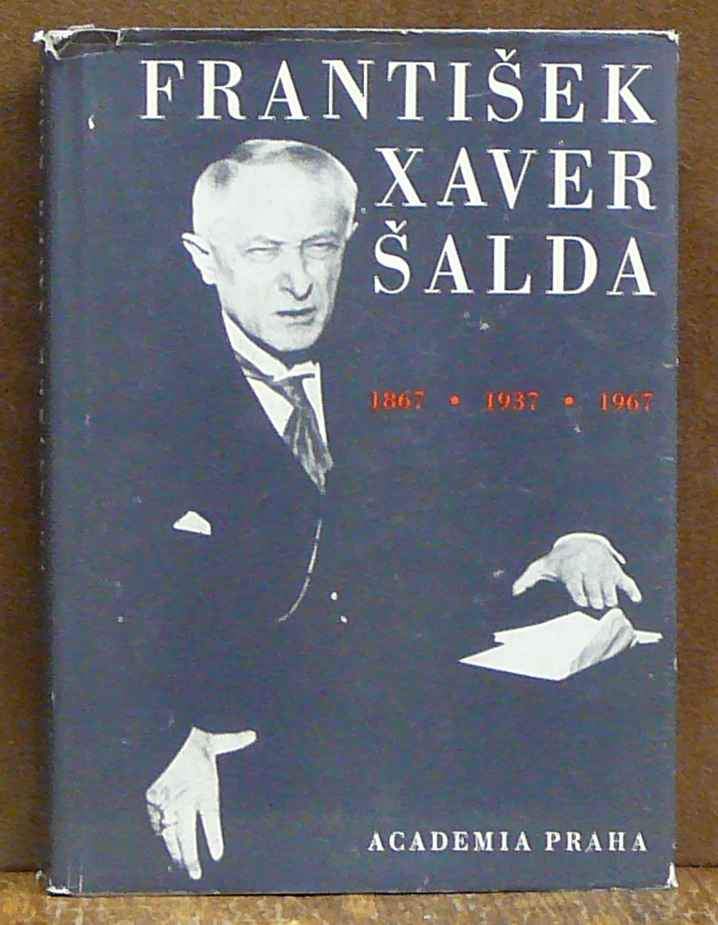 FRANTIŠEK
XAVER
ŠALDA
1867 • 1937 • 1967
ACADEMIA PRAHA